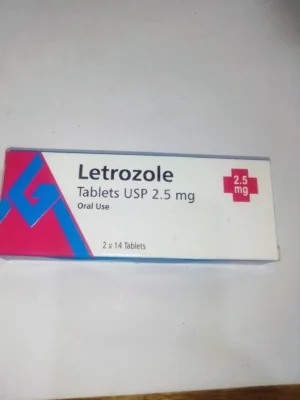 Letrozole
Tablets USP 2.5 mg
Oral Use
2.5
mg
2 x 14 Tablets